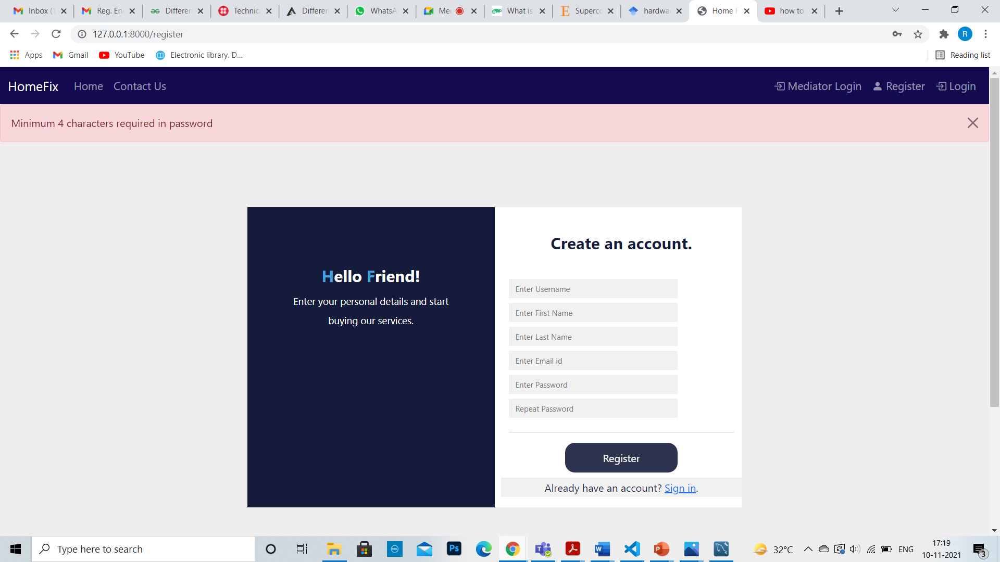 Inbox (1 Reg. En Differen Technic Differen WhatsA Mee What is Superco hardwa Home F how to
127.0.0.1:8000/register
Apps Gmail YouTube Electronic library. D... Reading list
HomeFix Home Contact Us Mediator Login Register Login
Minimum 4 characters required in password
Create an account.
Hello Friend!
Enter your personal details and start
buying our services.
Enter Username
Enter First Name
Enter Last Name
Enter Email id
Enter Password
Repeat Password
Register
Already have an account? Sign in.
Type here to search
32°C ENG
17:19
10-11-2021
3